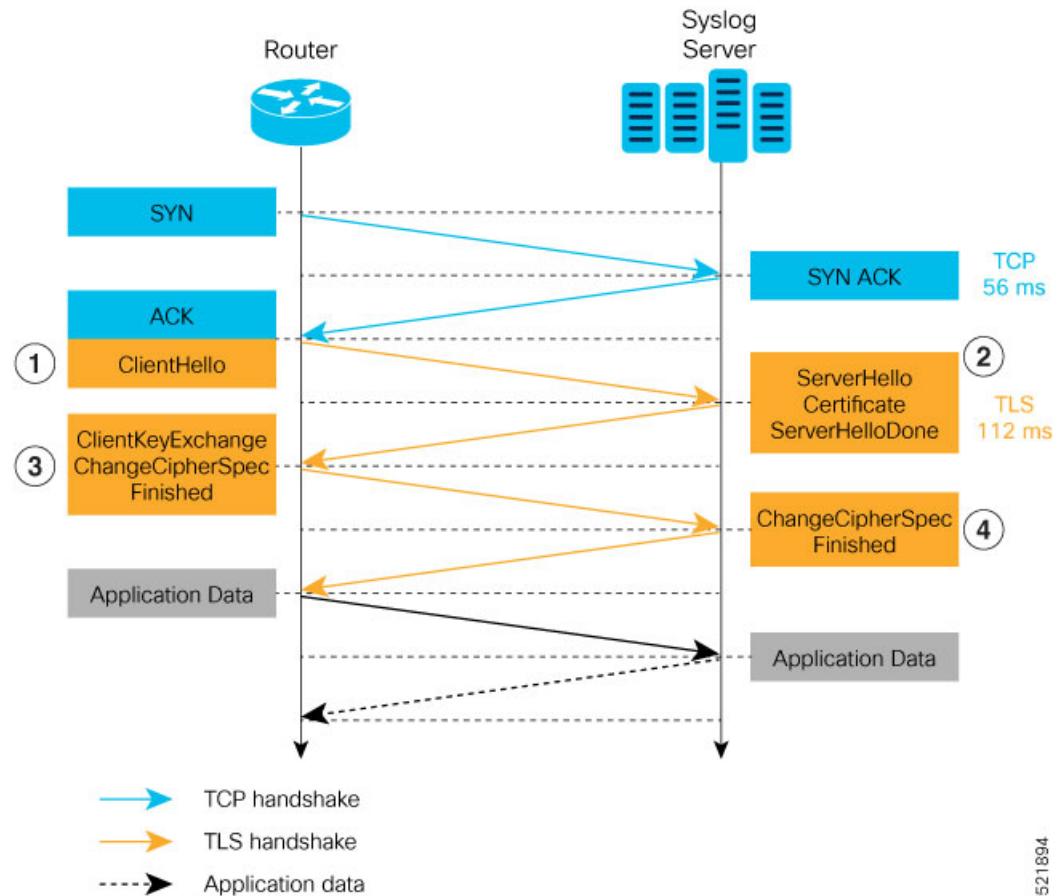 Router
Syslog
Server
SYN
SYN ACK
TCP
56 ms
ACK
1
ClientHello
2
ServerHello
Certificate
ServerHelloDone
TLS
112 ms
3
ClientKeyExchange
ChangeCipherSpec
Finished
ChangeCipherSpec
Finished
4
Application Data
Application Data
TCP handshake
TLS handshake
Application data
521894